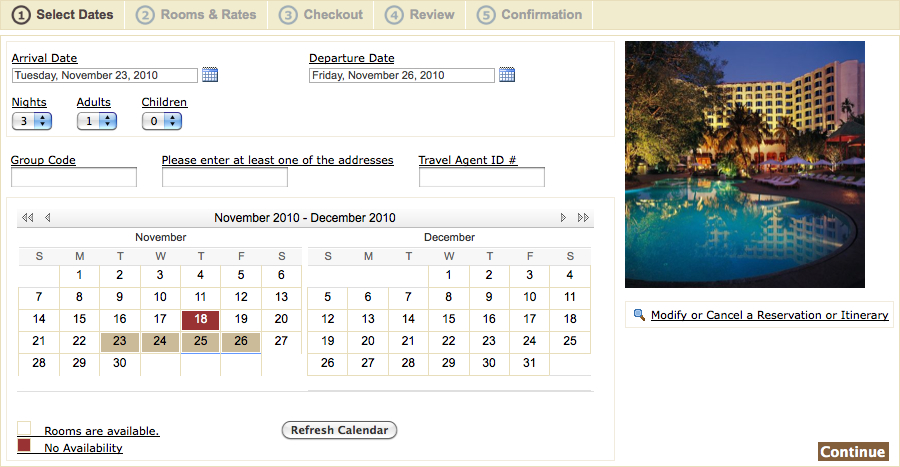 1 Select Dates 2 Rooms & Rates 3 Checkout 4 Review 5 Confirmation
Arrival Date Departure Date
Tuesday, November 23, 2010 Friday, November 26, 2010
Nights Adults Children
3 1 0
Group Code Please enter at least one of the addresses Travel Agent ID #
November 2010 - December 2010
November December
S M T W T F S S M T W T F S
1 2 3 4 5 6 1 2 3 4
7 8 9 10 11 12 13 5 6 7 8 9 10 11
14 15 16 17 18 19 20 12 13 14 15 16 17 18
21 22 23 24 25 26 27 19 20 21 22 23 24 25
28 29 30 26 27 28 29 30 31
Modify or Cancel a Reservation or Itinerary
Rooms are available. Refresh Calendar
No Availability
Continue